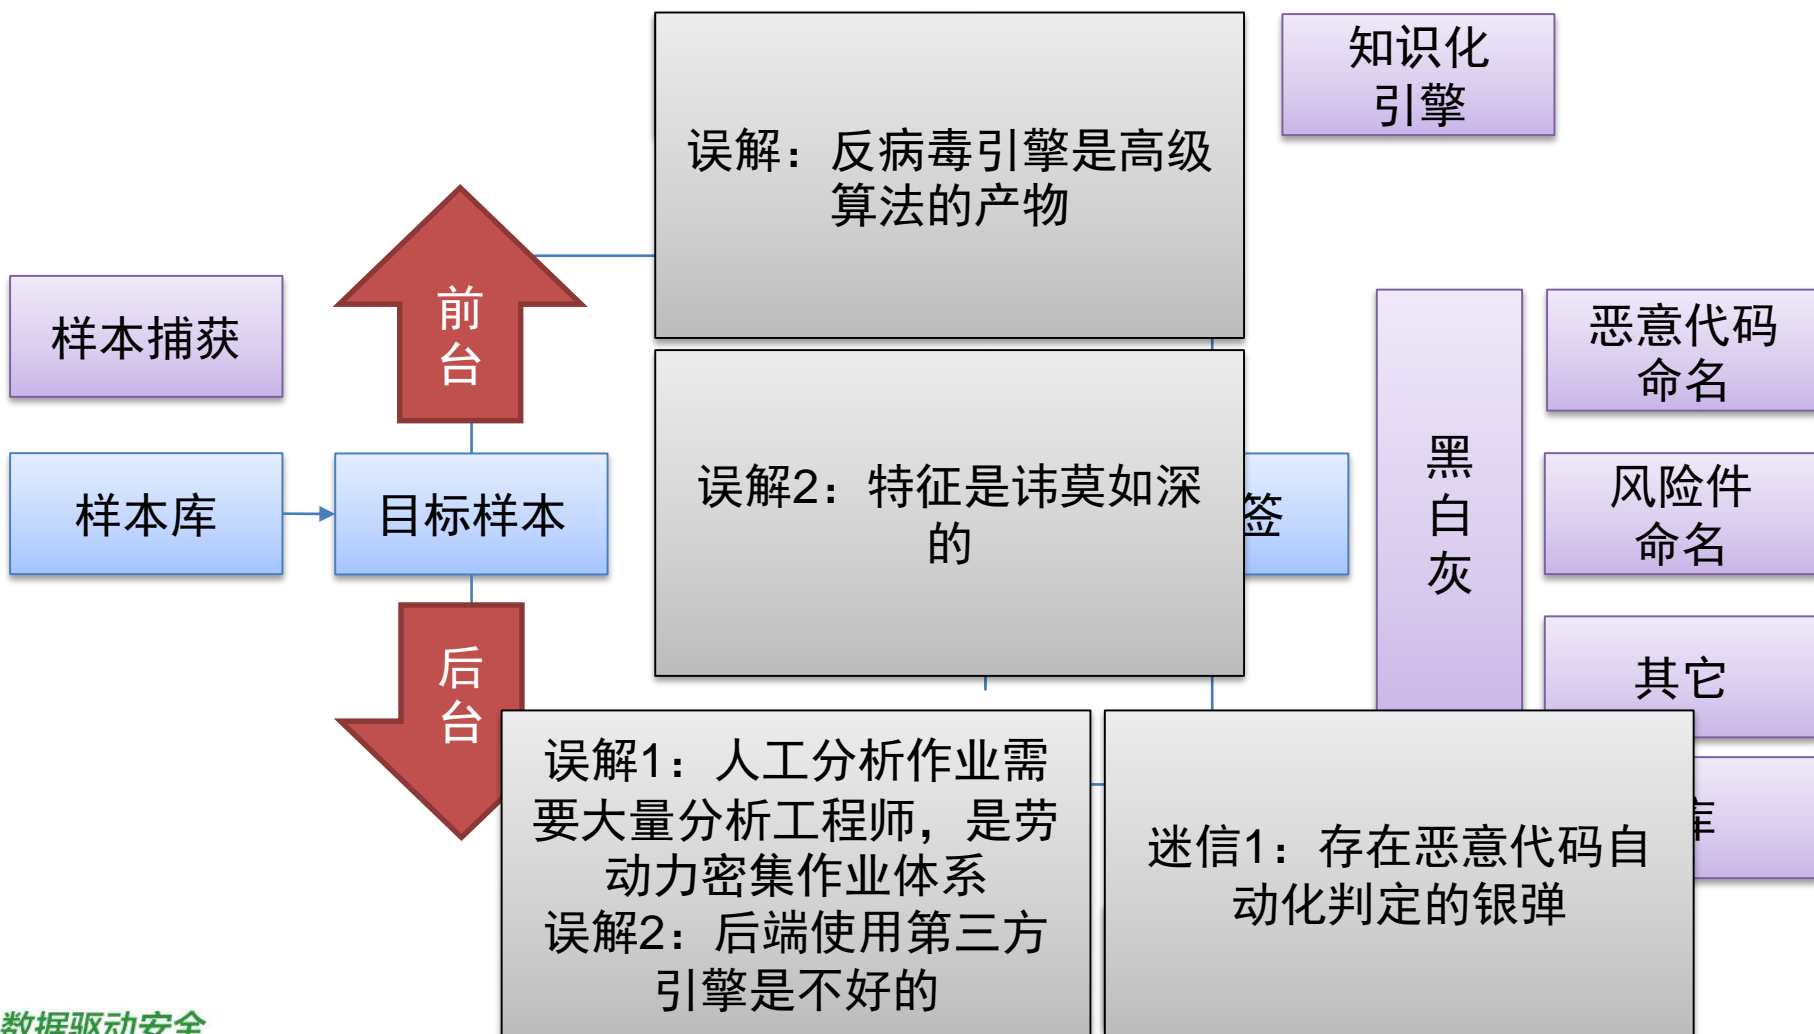 误解：反病毒引擎是高级
算法的产物
知识化
引擎
样本捕获
前
台
恶意代码
命名
样本库
目标样本
误解2：特征是讳莫如深
的
签
黑
白
灰
风险件
命名
后
台
其它
误解1：人工分析作业需
要大量分析工程师，是劳
动力密集作业体系
误解2：后端使用第三方
引擎是不好的
迷信1：存在恶意代码自
动化判定的银弹
库
数据驱动安全